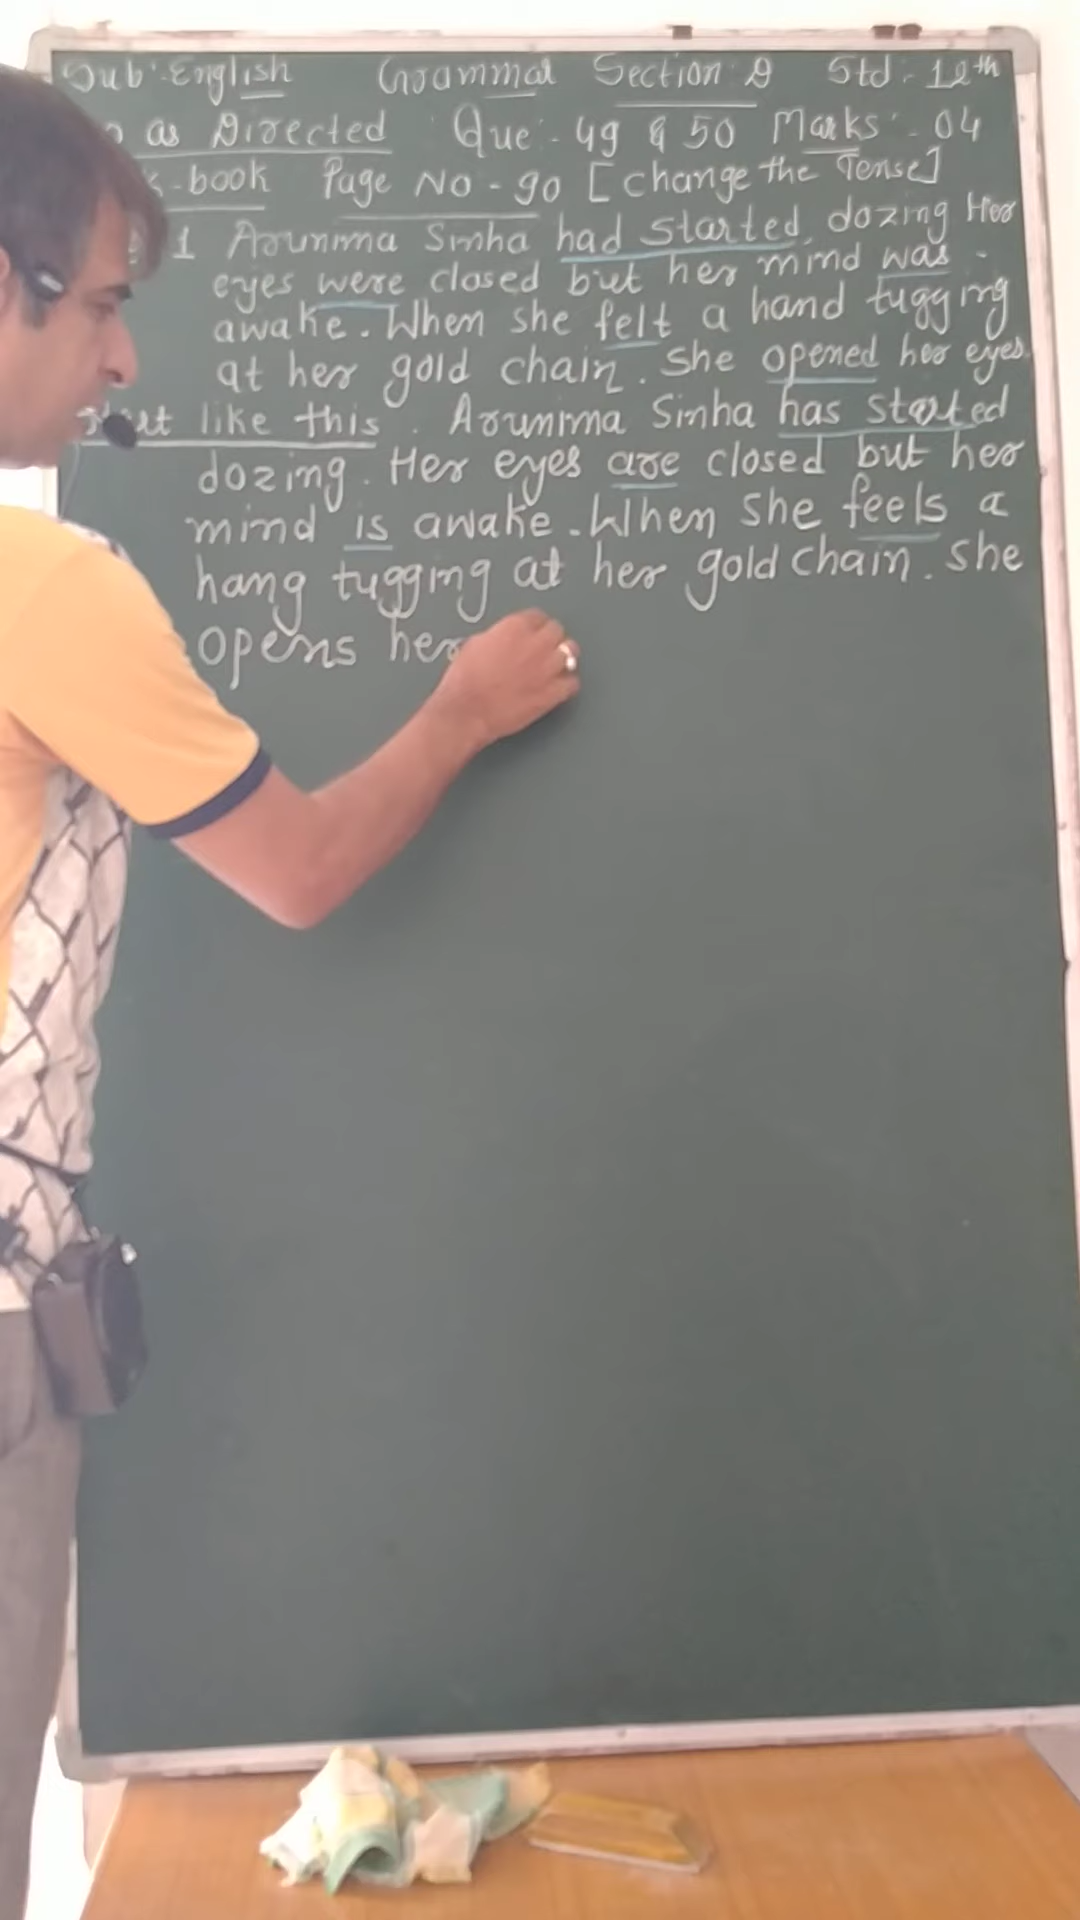 Sub : English Grammar Section : D Std : 12th
as Directed Que :- 49 & 50 Marks :- 04
-book Page No - 90 [change the Tense]
1 Arunima Sinha had started dozing Her
eyes were closed but her mind was
awake. When she felt a hand tugging
at her gold chain. She opened her eyes.
like this. Arunima Sinha has started
dozing. Her eyes are closed but her
mind is awake. When she feels a
hang tugging at her gold chain. She
opens her